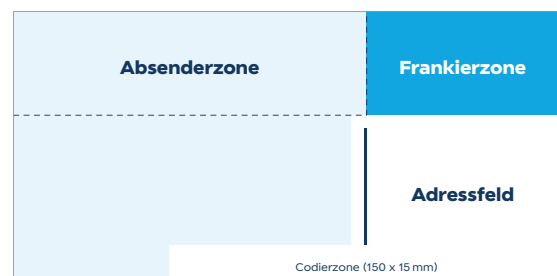 Absenderzone
Frankierzone
Adressfeld
Codierzone (150 x 15 mm)